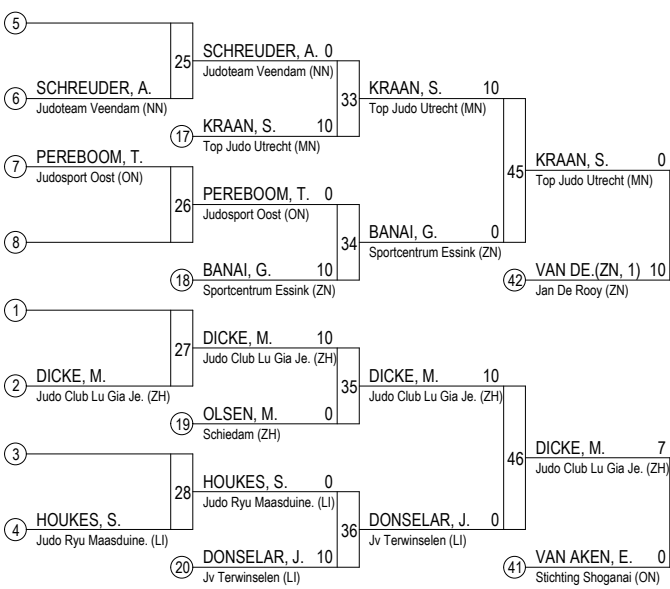 5
25
SCHREUDER, A. 0
Judoteam Veendam (NN)
6
SCHREUDER, A.
Judoteam Veendam (NN)
33
KRAAN, S. 10
Top Judo Utrecht (MN)
17
KRAAN, S. 10
Top Judo Utrecht (MN)
7
PEREBOOM, T.
Judosport Oost (ON)
45
KRAAN, S. 0
Top Judo Utrecht (MN)
26
PEREBOOM, T. 0
Judosport Oost (ON)
8
34
BANAI, G. 0
Sportcentrum Essink (ZN)
18
BANAI, G. 10
Sportcentrum Essink (ZN)
42
VAN DE.(ZN, 1) 10
Jan De Rooy (ZN)
1
27
DICKE, M. 10
Judo Club Lu Gia Je. (ZH)
2
DICKE, M.
Judo Club Lu Gia Je. (ZH)
35
DICKE, M. 10
Judo Club Lu Gia Je. (ZH)
19
OLSEN, M. 0
Schiedam (ZH)
3
46
DICKE, M. 7
Judo Club Lu Gia Je. (ZH)
28
HOUKES, S. 0
Judo Ryu Maasduine. (LI)
4
HOUKES, S.
Judo Ryu Maasduine. (LI)
36
DONSELAR, J. 0
Jv Terwinselen (LI)
20
DONSELAR, J. 10
Jv Terwinselen (LI)
41
VAN AKEN, E. 0
Stichting Shoganai (ON)